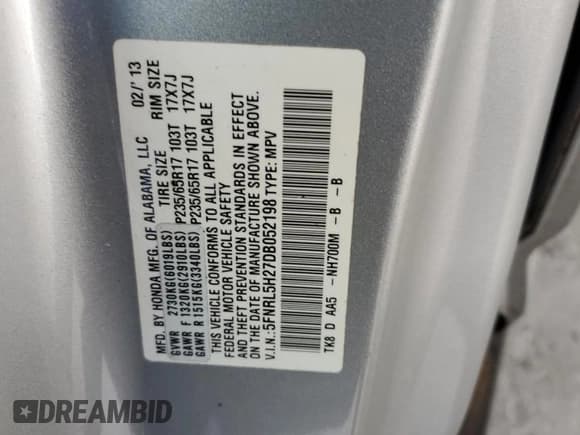 MFD. BY HONDA MFG. OF ALABAMA, LLC 02/'13
TIRE SIZE RIM SIZE
GVWR 2730KG(6019LBS)
GAWR F 1320KG(2910LBS) P235/65R17 103T 17X7J
GAWR R 1515KG(3340LBS) P235/65R17 103T 17X7J
THIS VEHICLE CONFORMS TO ALL APPLICABLE
FEDERAL MOTOR VEHICLE SAFETY
AND THEFT PREVENTION STANDARDS IN EFFECT
ON THE DATE OF MANUFACTURE SHOWN ABOVE.
V.I.N.:5FNRL5H27DB052198 TYPE: MPV
TK8 D AA5 -NH700M -B -B
DREAMBID